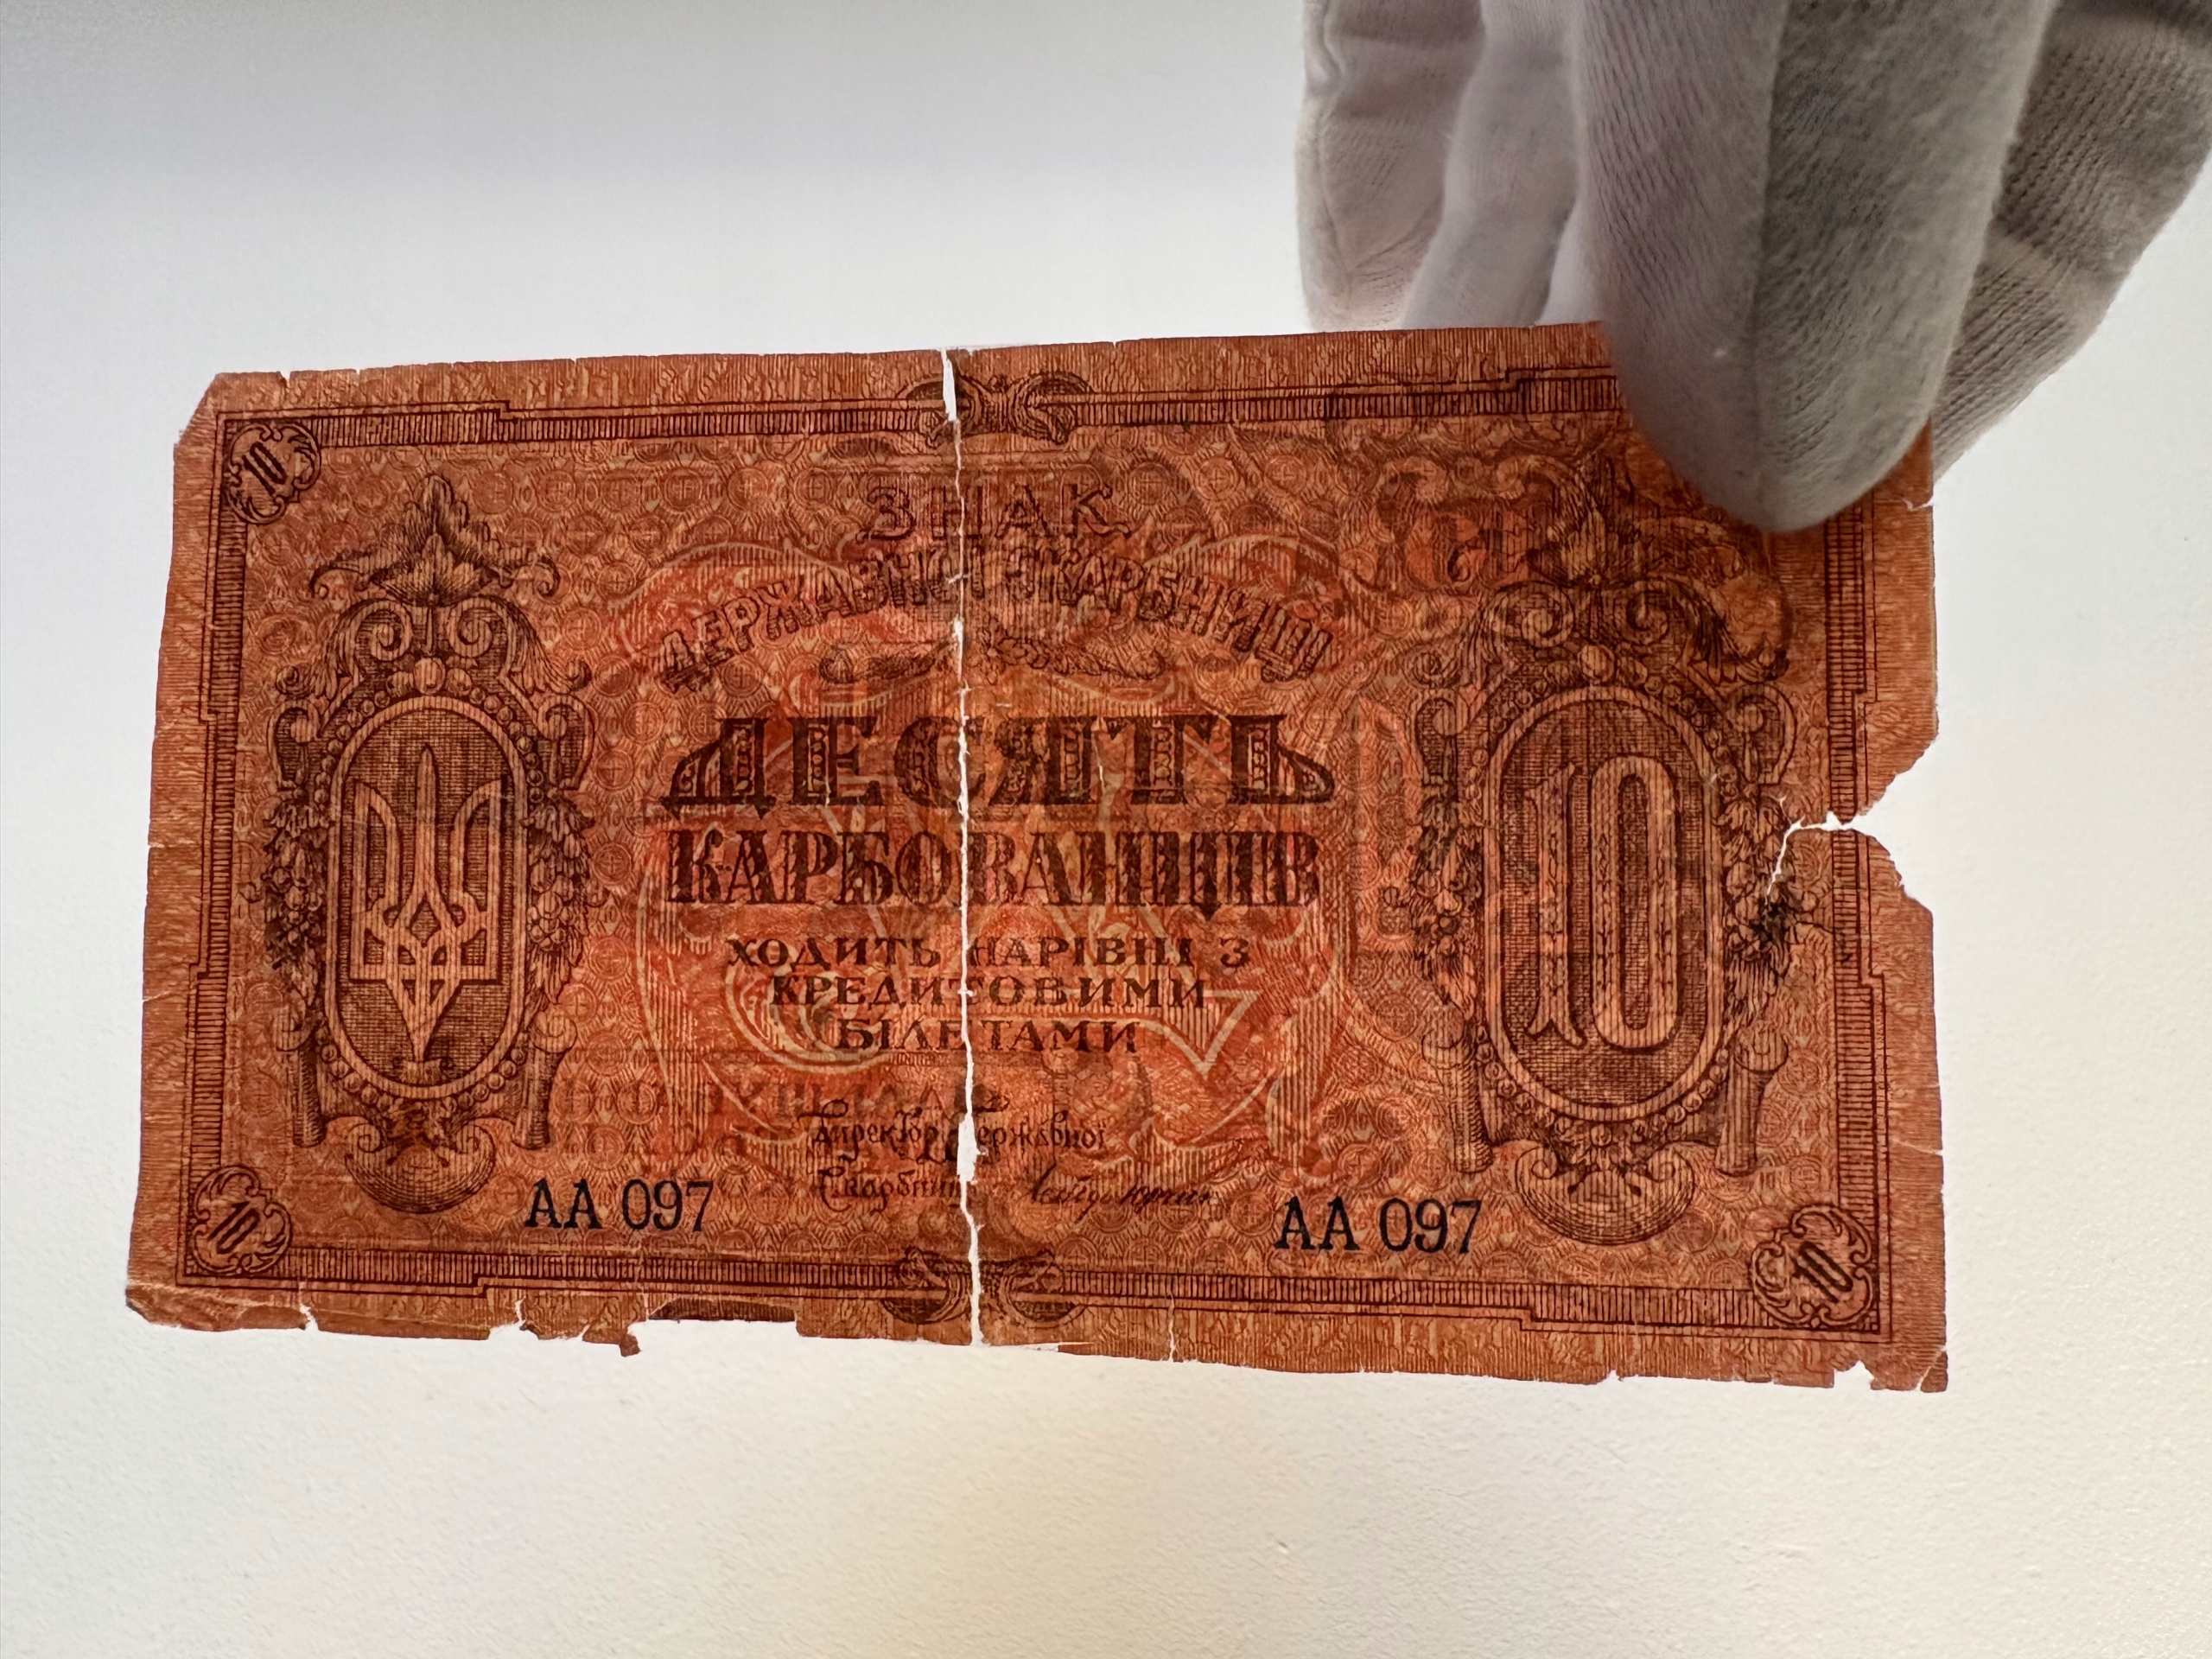 10
ЗНАК
ДЕРЖАВНОЇ СКАРБНИЦІ
ДЕСЯТЬ
КАРБОВАНЦІВ
10
ХОДИТЬ НАРІВНІ З
КРЕДИТОВИМИ
БІЛЕТАМИ
Директор Державної
Скарбниці
АА 097 АА 097
10 10